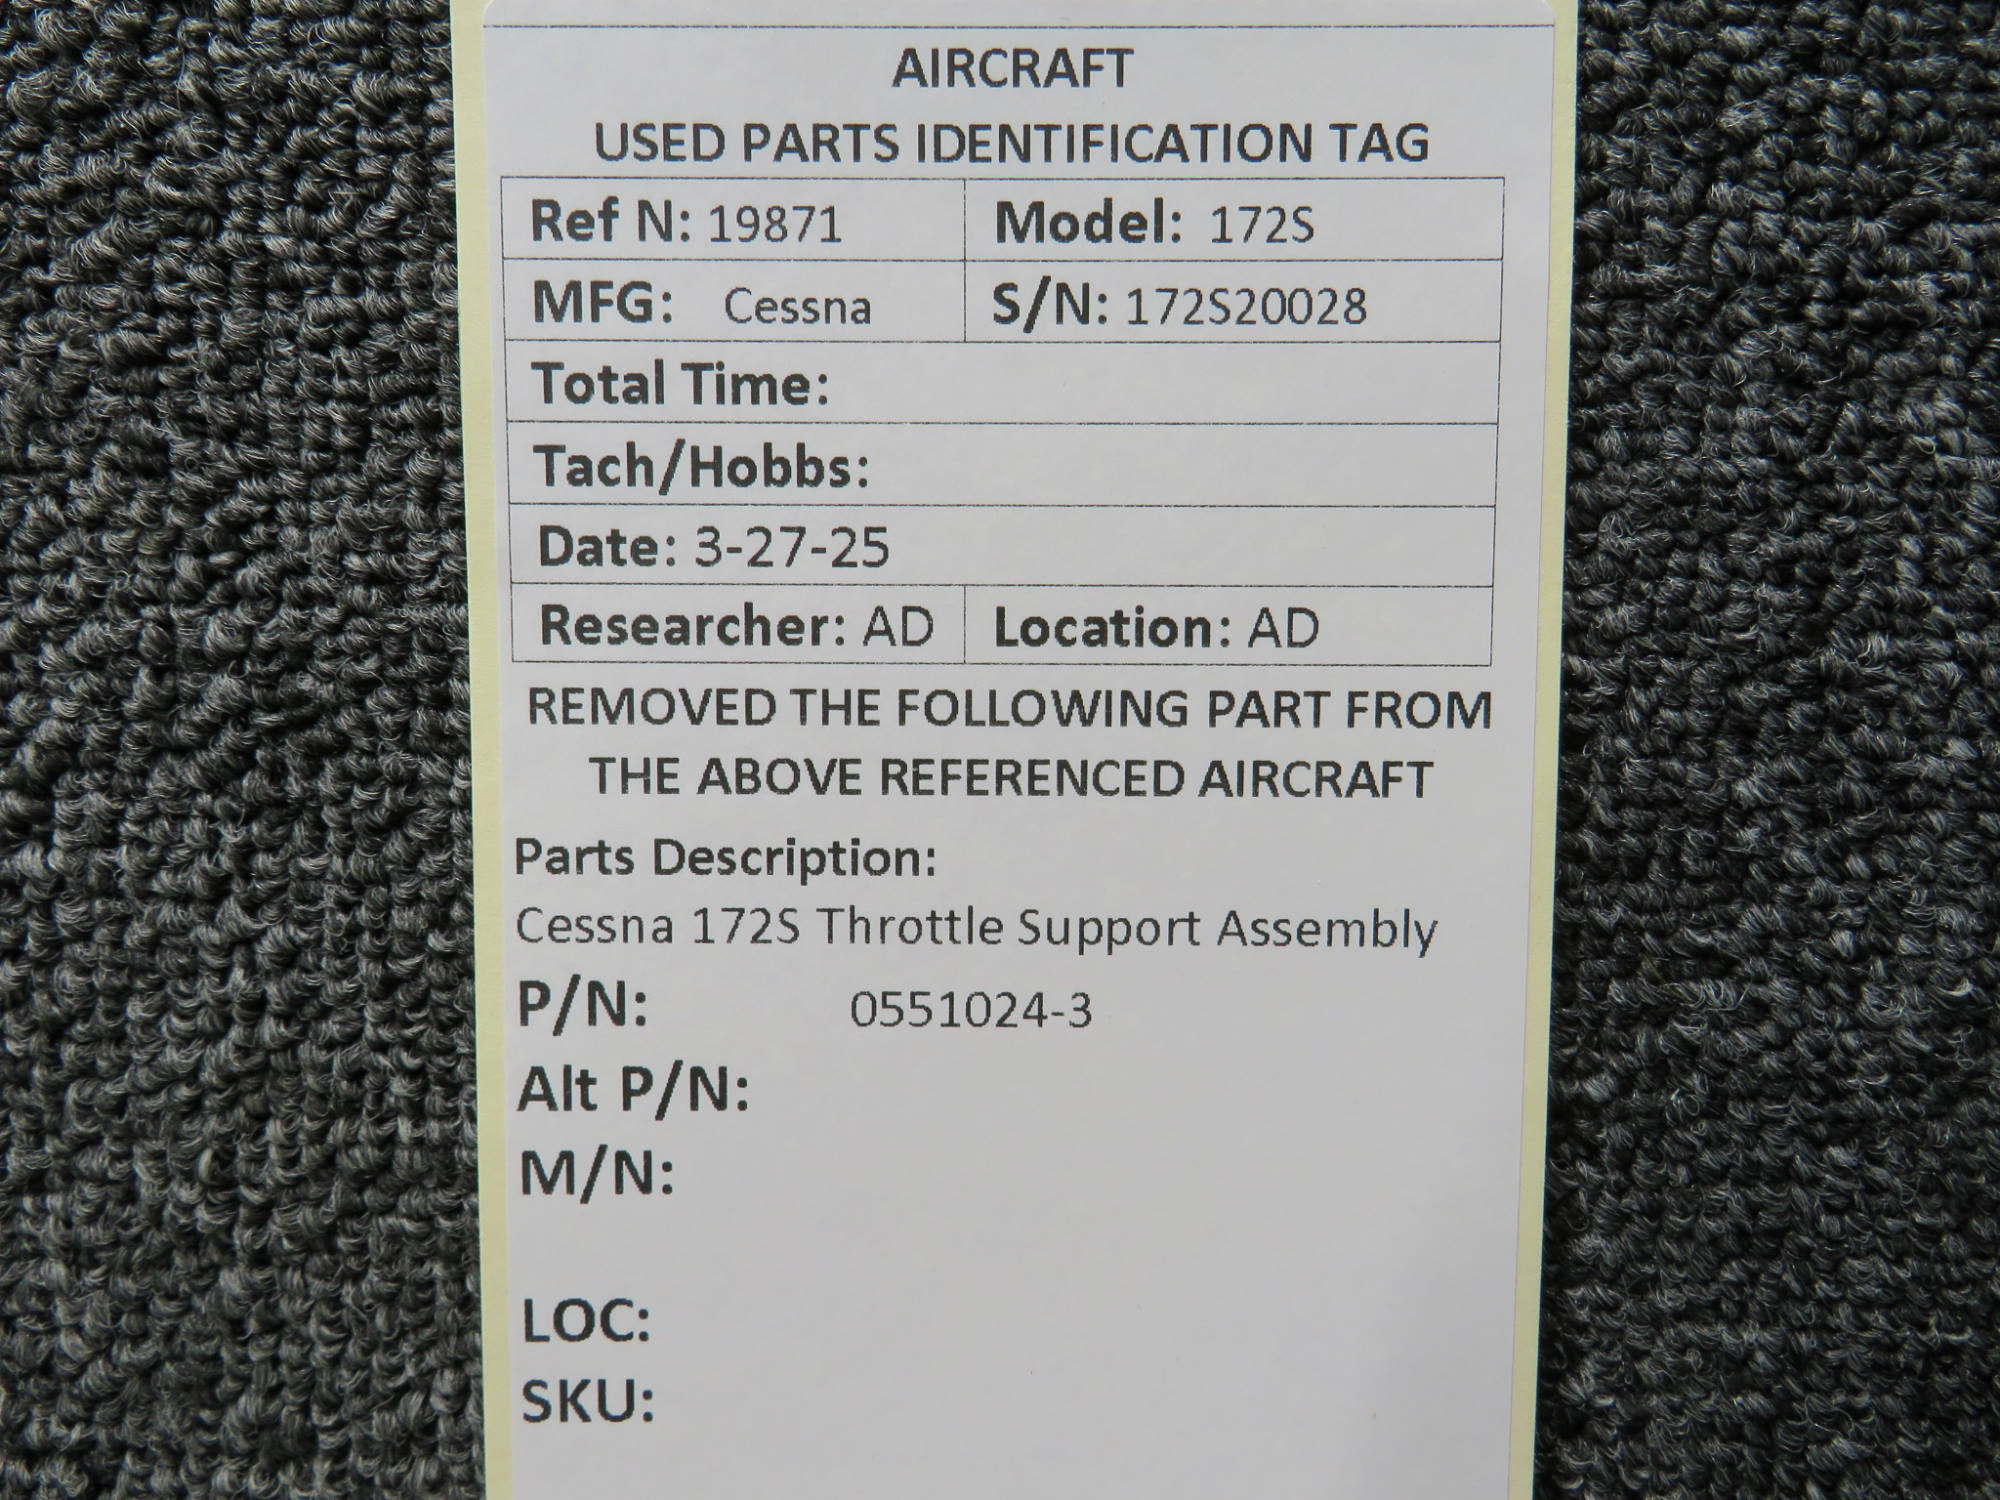 AIRCRAFT
USED PARTS IDENTIFICATION TAG
Ref N: 19871 Model: 172S
MFG: Cessna S/N: 172S20028
Total Time:
Tach/Hobbs:
Date: 3-27-25
Researcher: AD Location: AD
REMOVED THE FOLLOWING PART FROM
THE ABOVE REFERENCED AIRCRAFT
Parts Description:
Cessna 172S Throttle Support Assembly
P/N: 0551024-3
Alt P/N:
M/N:
LOC:
SKU: